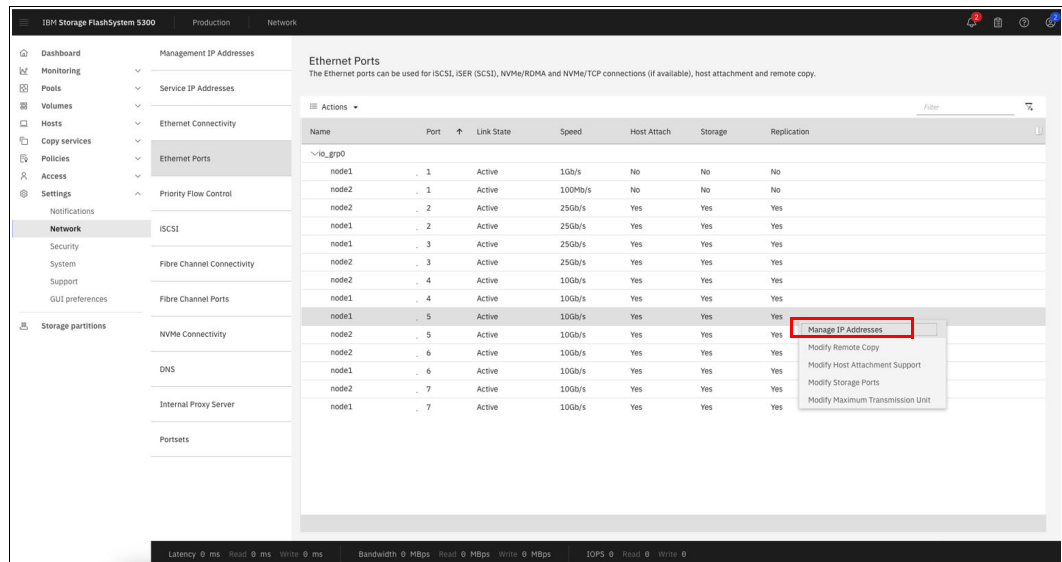 IBM Storage FlashSystem 5300 Production Network 2 2
Dashboard
Monitoring
Pools
Volumes
Hosts
Copy services
Policies
Access
Settings
Notifications
Network
Security
System
Support
GUI preferences
Storage partitions
Management IP Addresses
Service IP Addresses
Ethernet Connectivity
Ethernet Ports
Priority Flow Control
iSCSI
Fibre Channel Connectivity
Fibre Channel Ports
NVMe Connectivity
DNS
Internal Proxy Server
Portsets
Ethernet Ports
The Ethernet ports can be used for iSCSI, iSER (SCSI), NVMe/RDMA and NVMe/TCP connections (if available), host attachment and remote copy.
Actions Filter
Name Port Link State Speed Host Attach Storage Replication
io_grp0
node1 1 Active 1Gb/s No No No
node2 1 Active 100Mb/s No No No
node2 2 Active 25Gb/s Yes Yes Yes
node1 2 Active 25Gb/s Yes Yes Yes
node1 3 Active 25Gb/s Yes Yes Yes
node2 3 Active 25Gb/s Yes Yes Yes
node2 4 Active 10Gb/s Yes Yes Yes
node1 4 Active 10Gb/s Yes Yes Yes
node1 5 Active 10Gb/s Yes Yes Yes
node2 5 Active 10Gb/s Yes Yes Yes
node2 6 Active 10Gb/s Yes Yes Yes
node1 6 Active 10Gb/s Yes Yes Yes
node2 7 Active 10Gb/s Yes Yes Yes
node1 7 Active 10Gb/s Yes Yes Yes
Manage IP Addresses
Modify Remote Copy
Modify Host Attachment Support
Modify Storage Ports
Modify Maximum Transmission Unit
Latency 0 ms Read 0 ms Write 0 ms Bandwidth 0 MBps Read 0 MBps Write 0 MBps IOPS 0 Read 0 Write 0